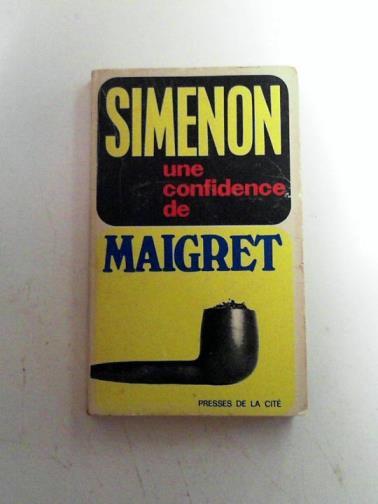 SIMENON
une
confidence
de
MAIGRET
PRESSES DE LA CITÉ